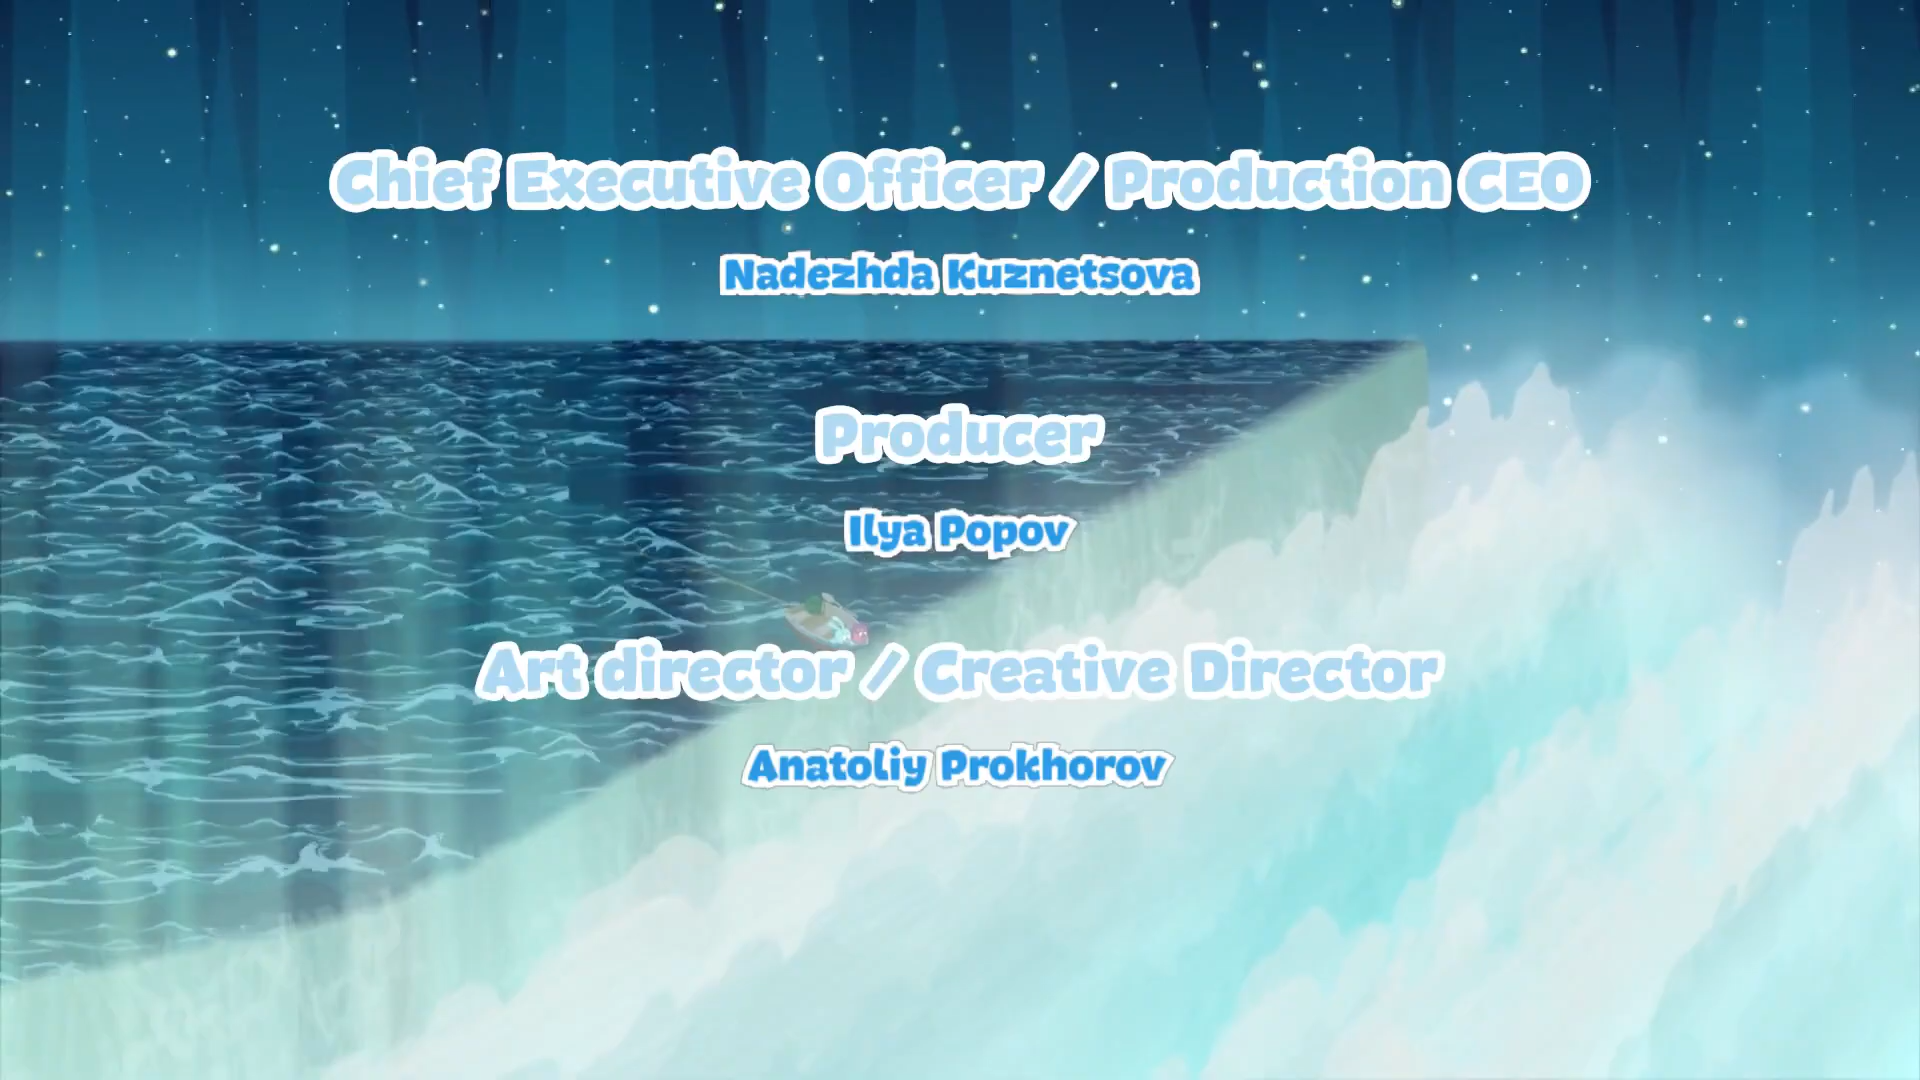 Chief Executive Officer / Production CEO
Nadezhda Kuznetsova
Producer
Ilya Popov
Art director / Creative Director
Anatoliy Prokhorov